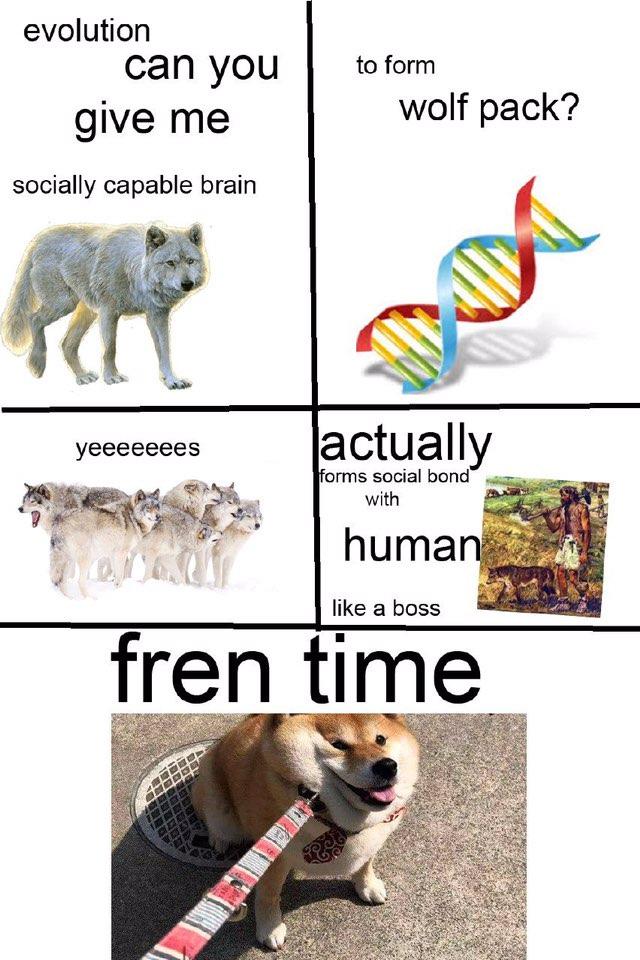 evolution
can you
give me
socially capable brain
to form
wolf pack?
yeeeeeees
actually
forms social bond
with
human
like a boss
fren time